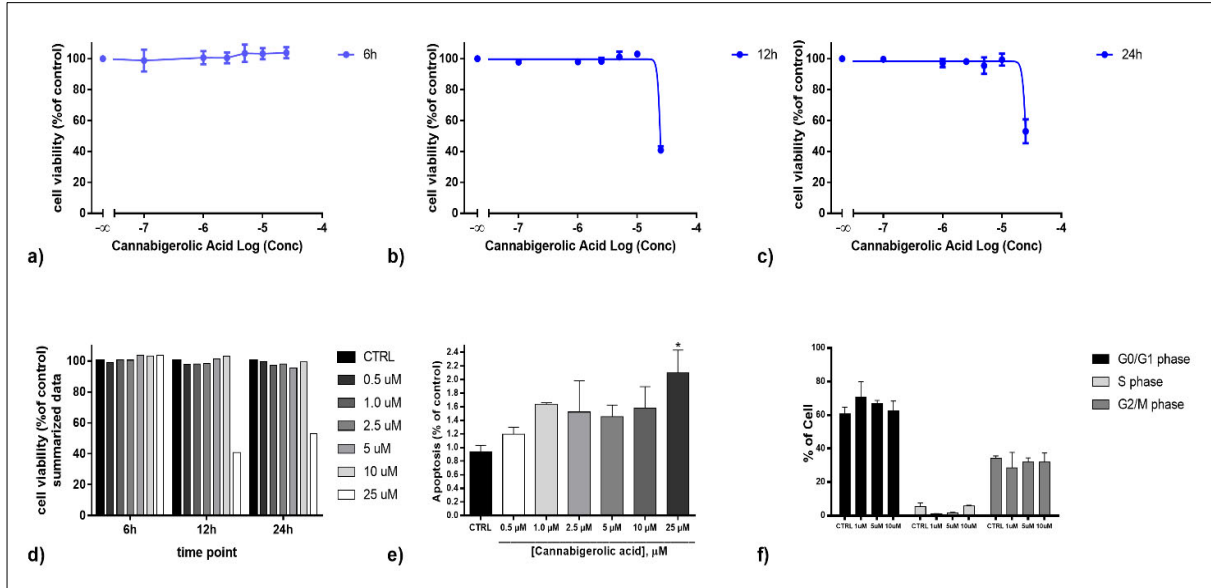 cell viability (%of control)
100
80
60
40
20
0
-∞
-7
-6
-5
-4
Cannabigerolic Acid Log (Conc)
6h
a)
cell viability (%of control)
100
80
60
40
20
0
-∞
-7
-6
-5
-4
Cannabigerolic Acid Log (Conc)
12h
b)
cell viability (%of control)
100
80
60
40
20
0
-∞
-7
-6
-5
-4
Cannabigerolic Acid Log (Conc)
24h
c)
cell viability (%of control)
summarized data
100
80
60
40
20
0
6h
12h
24h
time point
CTRL
0.5 uM
1.0 uM
2.5 uM
5 uM
10 uM
25 uM
d)
Apoptosis (% of control)
2.4
2.2
2.0
1.8
1.6
1.4
1.2
1.0
0.8
0.6
0.4
0.2
0.0
*
CTRL 0.5 µM 1.0 µM 2.5 µM 5 µM 10 µM 25 µM
[Cannabigerolic acid], µM
e)
% of Cell
80
60
40
20
0
CTRL 1uM 5uM 10uM
CTRL 1uM 5uM 10uM
CTRL 1uM 5uM 10uM
G0/G1 phase
S phase
G2/M phase
f)